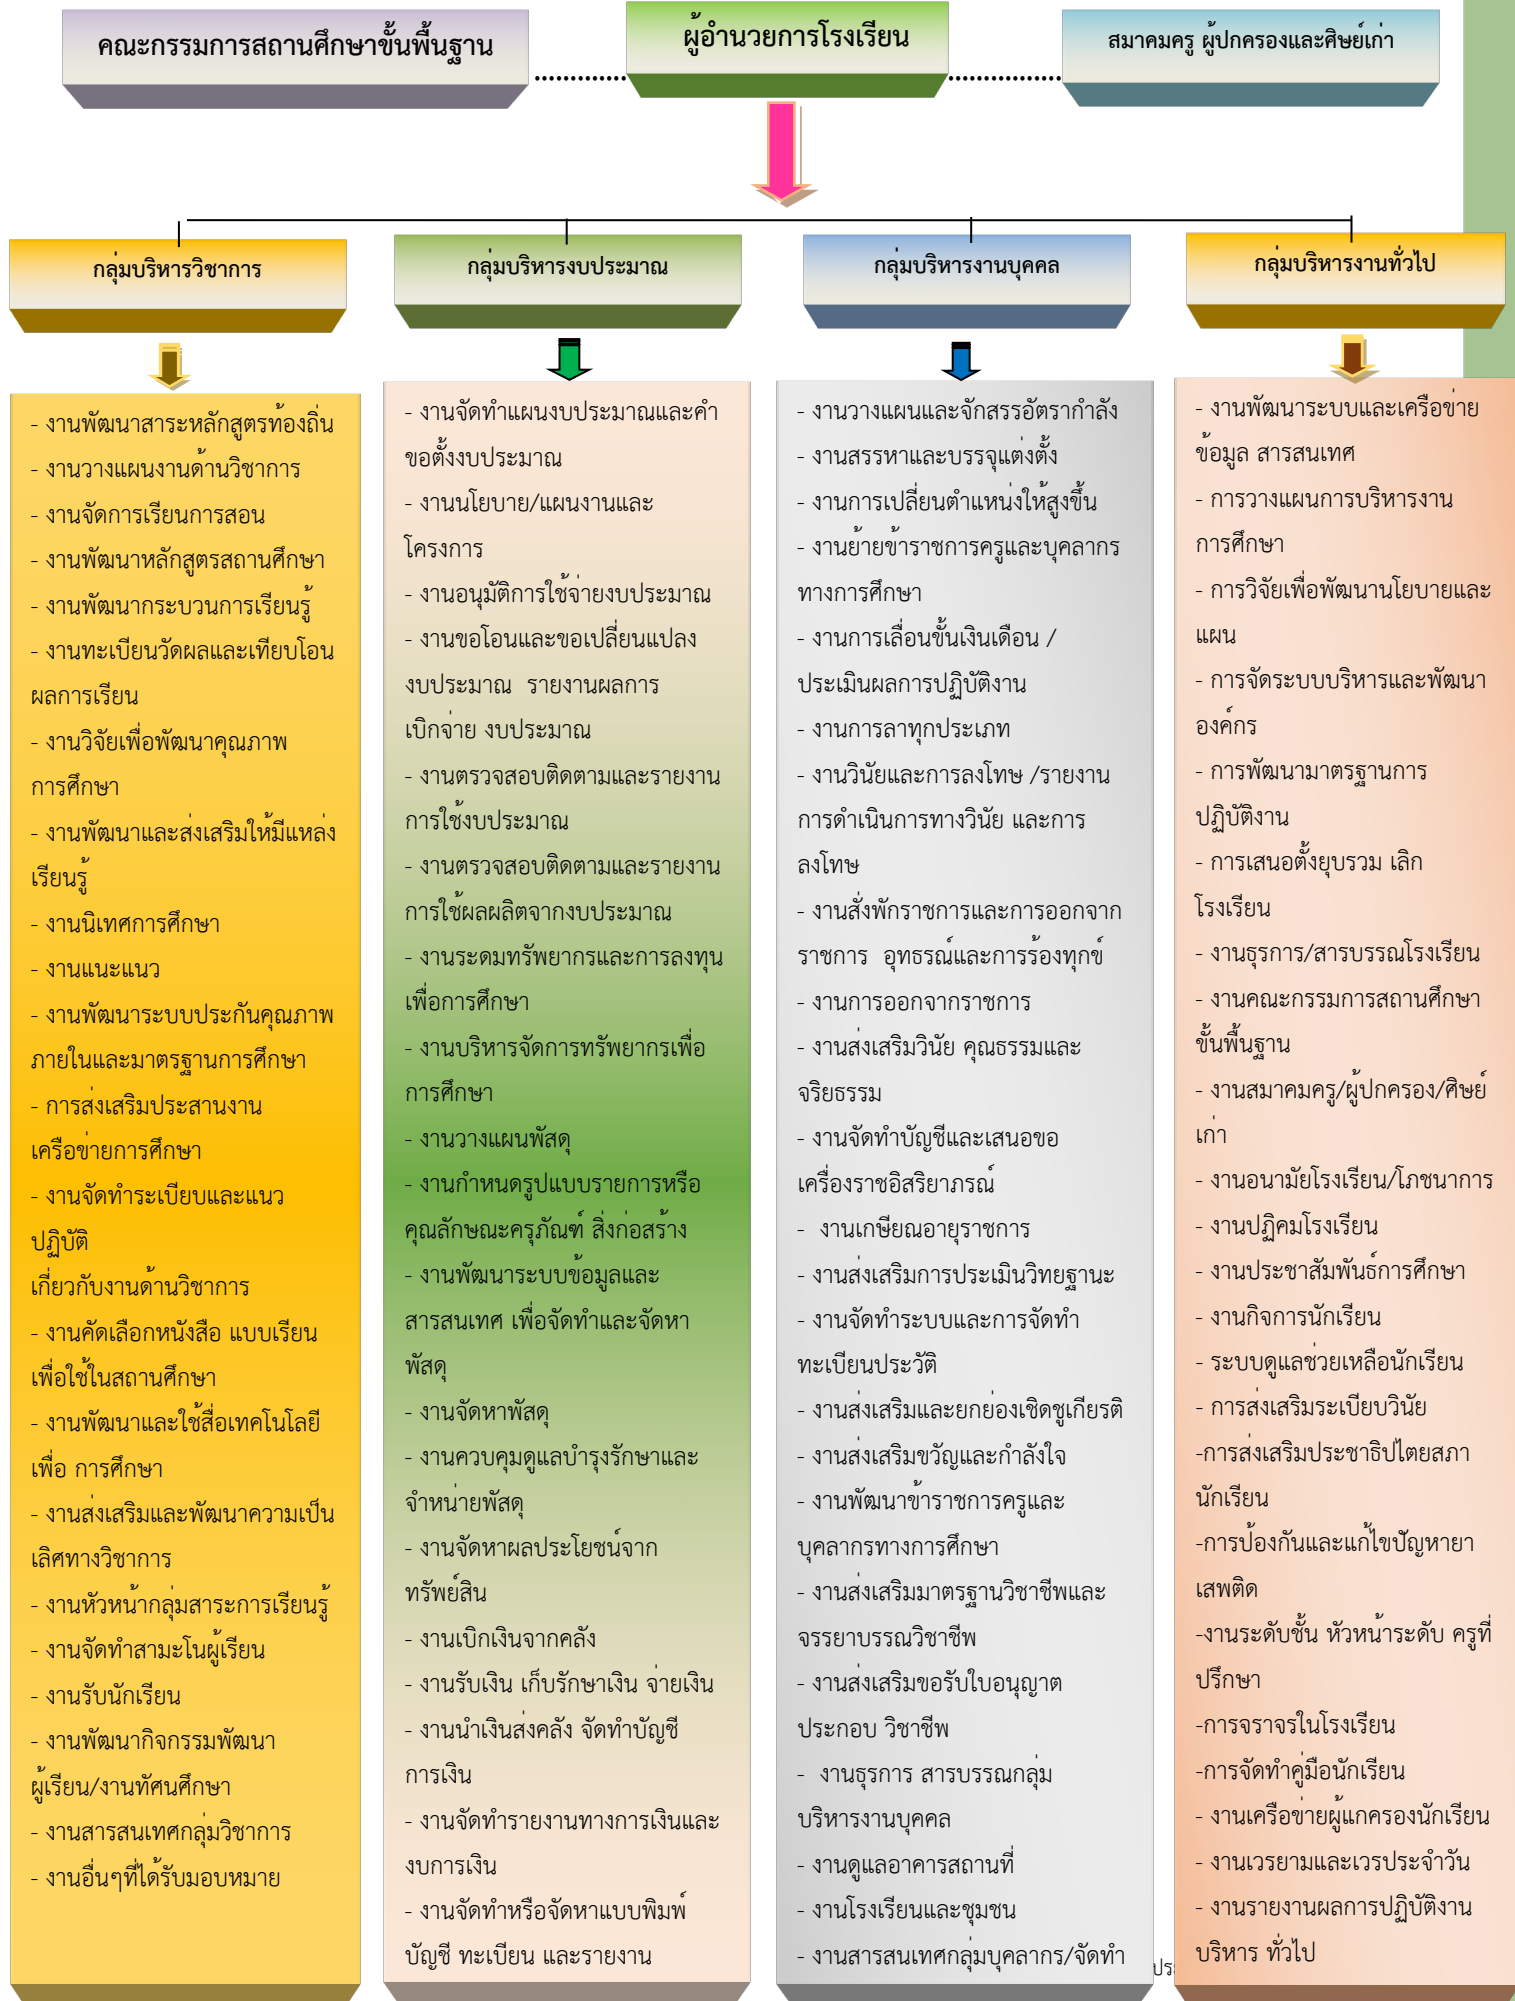 คณะกรรมการสถานศึกษาขั้นพื้นฐาน
ผู้อำนวยการโรงเรียน
สมาคมครู ผู้ปกครองและศิษย์เก่า
กลุ่มบริหารวิชาการ
กลุ่มบริหารงบประมาณ
กลุ่มบริหารงานบุคคล
กลุ่มบริหารงานทั่วไป
- งานพัฒนาสาระหลักสูตรท้องถิ่น
- งานวางแผนงานด้านวิชาการ
- งานจัดการเรียนการสอน
- งานพัฒนาหลักสูตรสถานศึกษา
- งานพัฒนากระบวนการเรียนรู้
- งานทะเบียนวัดผลและเทียบโอน
ผลการเรียน
- งานวิจัยเพื่อพัฒนาคุณภาพ
การศึกษา
- งานพัฒนาและส่งเสริมให้มีแหล่ง
เรียนรู้
- งานนิเทศการศึกษา
- งานแนะแนว
- งานพัฒนาระบบประกันคุณภาพ
ภายในและมาตรฐานการศึกษา
- การส่งเสริมประสานงาน
เครือข่ายการศึกษา
- งานจัดทำระเบียบและแนว
ปฏิบัติ
เกี่ยวกับงานด้านวิชาการ
- งานคัดเลือกหนังสือ แบบเรียน
เพื่อใช้ในสถานศึกษา
- งานพัฒนาและใช้สื่อเทคโนโลยี
เพื่อ การศึกษา
- งานส่งเสริมและพัฒนาความเป็น
เลิศทางวิชาการ
- งานหัวหน้ากลุ่มสาระการเรียนรู้
- งานจัดทำสามะโนผู้เรียน
- งานรับนักเรียน
- งานพัฒนากิจกรรมพัฒนา
ผู้เรียน/งานทัศนศึกษา
- งานสารสนเทศกลุ่มวิชาการ
- งานอื่นๆที่ได้รับมอบหมาย
- งานจัดทำแผนงบประมาณและคำ
ขอตั้งงบประมาณ
- งานนโยบาย/แผนงานและ
โครงการ
- งานอนุมัติการใช้จ่ายงบประมาณ
- งานขอโอนและขอเปลี่ยนแปลง
งบประมาณ รายงานผลการ
เบิกจ่าย งบประมาณ
- งานตรวจสอบติดตามและรายงาน
การใช้งบประมาณ
- งานตรวจสอบติดตามและรายงาน
การใช้ผลผลิตจากงบประมาณ
- งานระดมทรัพยากรและการลงทุน
เพื่อการศึกษา
- งานบริหารจัดการทรัพยากรเพื่อ
การศึกษา
- งานวางแผนพัสดุ
- งานกำหนดรูปแบบรายการหรือ
คุณลักษณะครุภัณฑ์ สิ่งก่อสร้าง
- งานพัฒนาระบบข้อมูลและ
สารสนเทศ เพื่อจัดทำและจัดหา
พัสดุ
- งานจัดหาพัสดุ
- งานควบคุมดูแลบำรุงรักษาและ
จำหน่ายพัสดุ
- งานจัดหาผลประโยชน์จาก
ทรัพย์สิน
- งานเบิกเงินจากคลัง
- งานรับเงิน เก็บรักษาเงิน จ่ายเงิน
- งานนำเงินส่งคลัง จัดทำบัญชี
การเงิน
- งานจัดทำรายงานทางการเงินและ
งบการเงิน
- งานจัดทำหรือจัดหาแบบพิมพ์
บัญชี ทะเบียน และรายงาน
- งานวางแผนและจักสรรอัตรากำลัง
- งานสรรหาและบรรจุแต่งตั้ง
- งานการเปลี่ยนตำแหน่งให้สูงขึ้น
- งานย้ายข้าราชการครูและบุคลากร
ทางการศึกษา
- งานการเลื่อนขั้นเงินเดือน /
ประเมินผลการปฏิบัติงาน
- งานการลาทุกประเภท
- งานวินัยและการลงโทษ /รายงาน
การดำเนินการทางวินัย และการ
ลงโทษ
- งานสั่งพักราชการและการออกจาก
ราชการ อุทธรณ์และการร้องทุกข์
- งานการออกจากราชการ
- งานส่งเสริมวินัย คุณธรรมและ
จริยธรรม
- งานจัดทำบัญชีและเสนอขอ
เครื่องราชอิสริยาภรณ์
- งานเกษียณอายุราชการ
- งานส่งเสริมการประเมินวิทยฐานะ
- งานจัดทำระบบและการจัดทำ
ทะเบียนประวัติ
- งานส่งเสริมและยกย่องเชิดชูเกียรติ
- งานส่งเสริมขวัญและกำลังใจ
- งานพัฒนาข้าราชการครูและ
บุคลากรทางการศึกษา
- งานส่งเสริมมาตรฐานวิชาชีพและ
จรรยาบรรณวิชาชีพ
- งานส่งเสริมขอรับใบอนุญาต
ประกอบ วิชาชีพ
- งานธุรการ สารบรรณกลุ่ม
บริหารงานบุคคล
- งานดูแลอาคารสถานที่
- งานโรงเรียนและชุมชน
- งานสารสนเทศกลุ่มบุคลากร/จัดทำ
- งานพัฒนาระบบและเครือข่าย
ข้อมูล สารสนเทศ
- การวางแผนการบริหารงาน
การศึกษา
- การวิจัยเพื่อพัฒนานโยบายและ
แผน
- การจัดระบบบริหารและพัฒนา
องค์กร
- การพัฒนามาตรฐานการ
ปฏิบัติงาน
- การเสนอตั้งยุบรวม เลิก
โรงเรียน
- งานธุรการ/สารบรรณโรงเรียน
- งานคณะกรรมการสถานศึกษา
ขั้นพื้นฐาน
- งานสมาคมครู/ผู้ปกครอง/ศิษย์
เก่า
- งานอนามัยโรงเรียน/โภชนาการ
- งานปฏิคมโรงเรียน
- งานประชาสัมพันธ์การศึกษา
- งานกิจการนักเรียน
- ระบบดูแลช่วยเหลือนักเรียน
- การส่งเสริมระเบียบวินัย
-การส่งเสริมประชาธิปไตยสภา
นักเรียน
-การป้องกันและแก้ไขปัญหายา
เสพติด
-งานระดับชั้น หัวหน้าระดับ ครูที่
ปรึกษา
-การจราจรในโรงเรียน
-การจัดทำคู่มือนักเรียน
- งานเครือข่ายผู้แกครองนักเรียน
- งานเวรยามและเวรประจำวัน
- งานรายงานผลการปฏิบัติงาน
บริหาร ทั่วไป